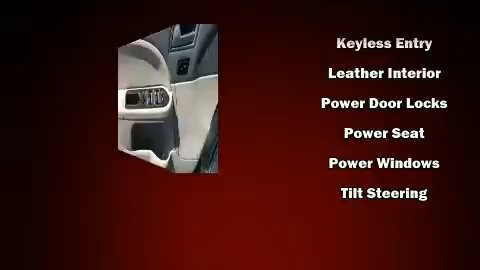 Keyless Entry
Leather Interior
Power Door Locks
Power Seat
Power Windows
Tilt Steering